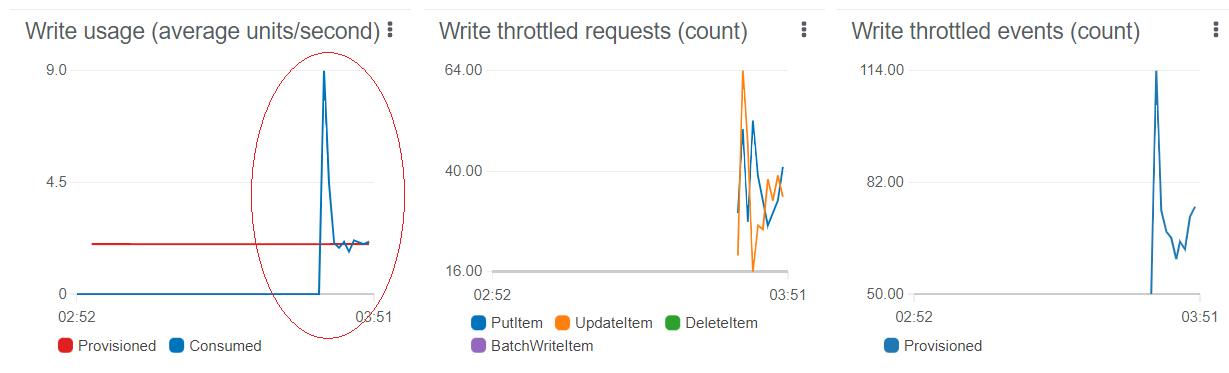 Write usage (average units/second)
9.0
4.5
0
02:52 03:51
Provisioned Consumed
Write throttled requests (count)
64.00
40.00
16.00
02:52 03:51
PutItem UpdateItem DeleteItem
BatchWriteItem
Write throttled events (count)
114.00
82.00
50.00
02:52 03:51
Provisioned